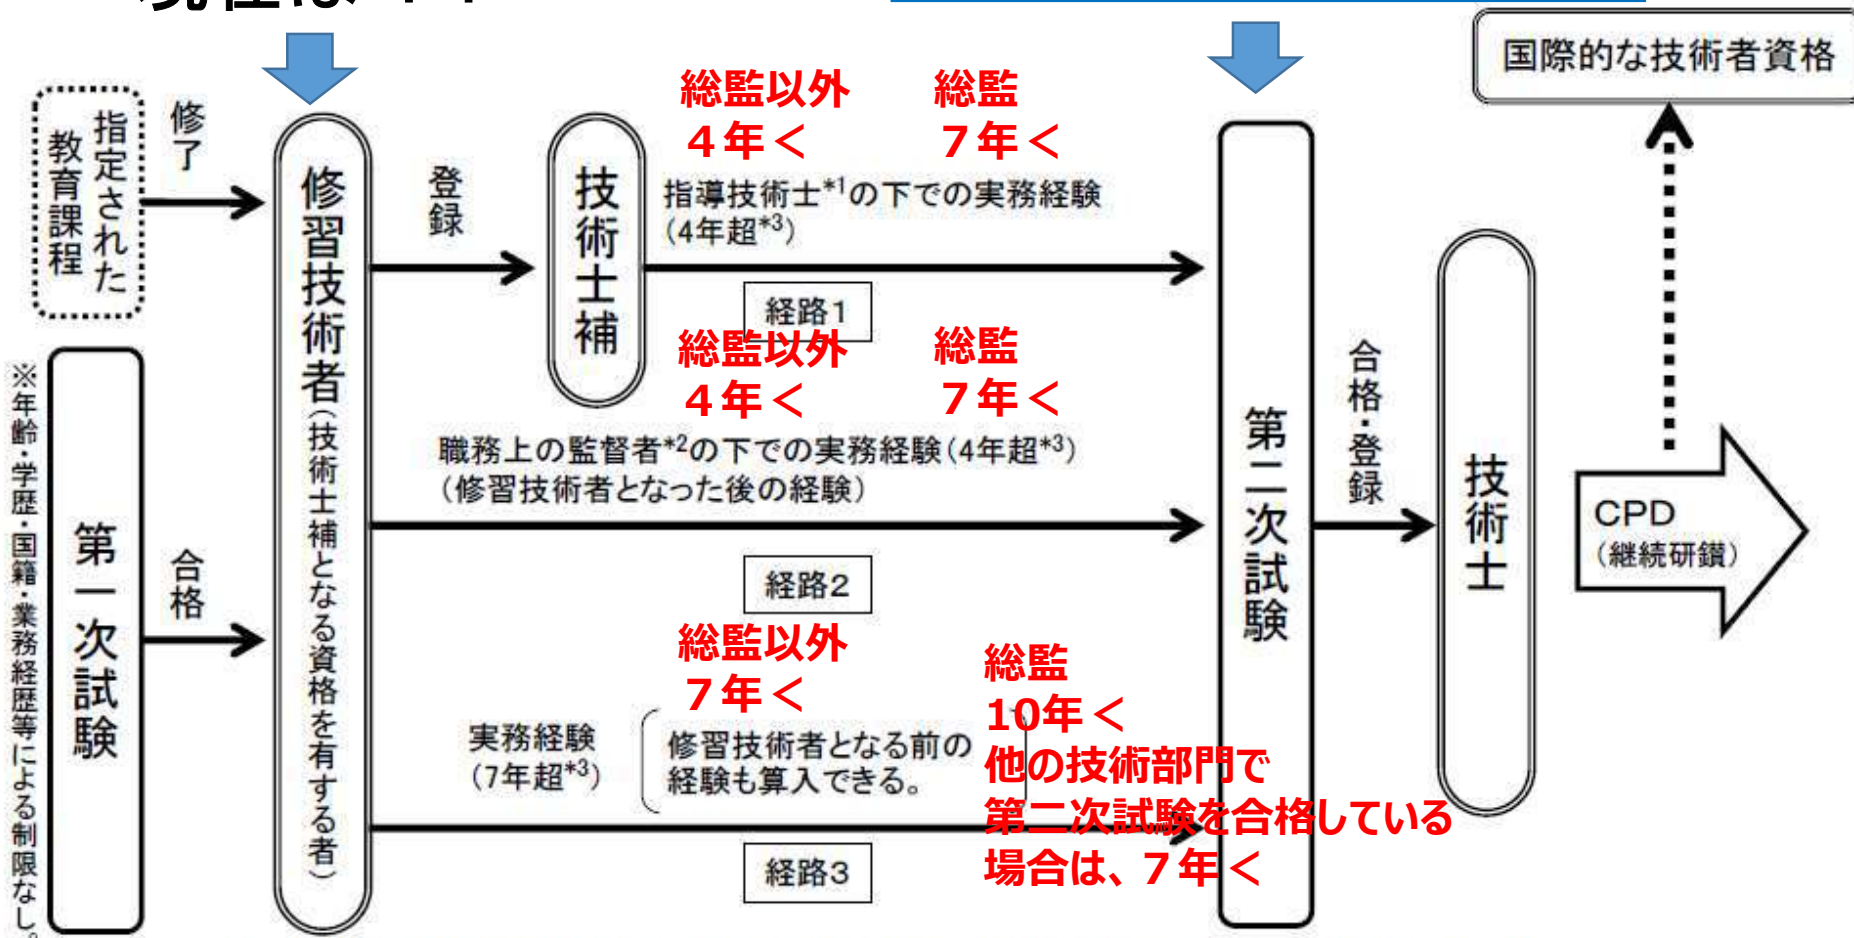 国際的な技術者資格
指定された
教育課程
修了
修習技術者(技術士補となる資格を有する者)
登録
技術士補
総監以外
４年＜
総監
７年＜
指導技術士*1の下での実務経験
(4年超*3)
経路1
総監以外
４年＜
総監
７年＜
職務上の監督者*2の下での実務経験(4年超*3)
(修習技術者となった後の経験)
経路2
総監以外
７年＜
総監
10年＜
他の技術部門で
第二次試験を合格している
場合は、７年＜
実務経験
(7年超*3)
修習技術者となる前の
経験も算入できる。
経路3
※年齢・学歴・国籍・業務経歴等による制限なし。
第一次試験
合格
第二次試験
合格・登録
技術士
CPD
(継続研鑽)